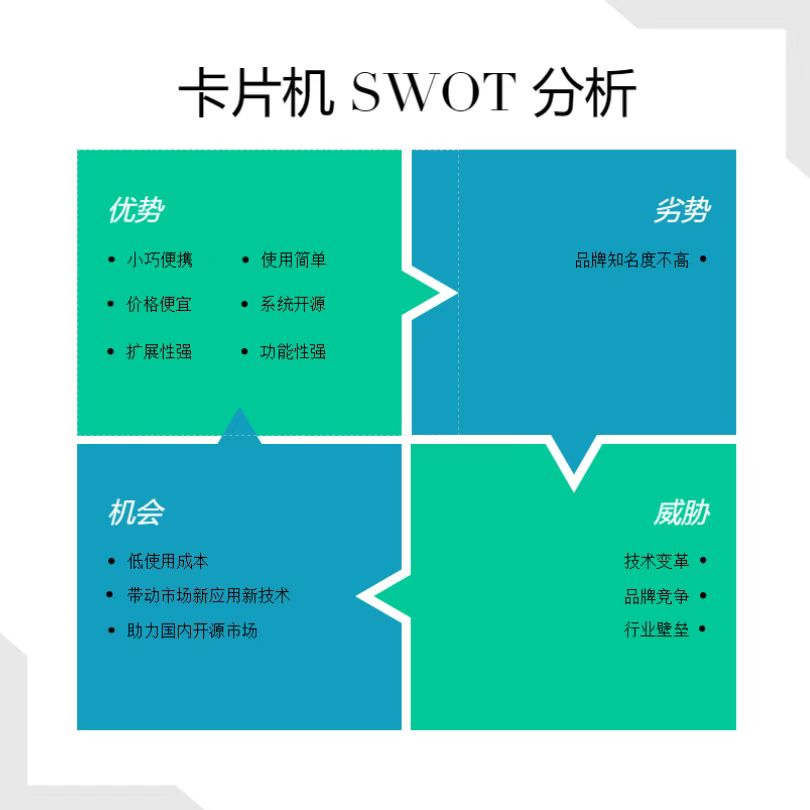 卡片机 SWOT 分析
优势
• 小巧便携 • 使用简单
• 价格便宜 • 系统开源
• 扩展性强 • 功能性强
劣势
品牌知名度不高 •
机会
• 低使用成本
• 带动市场新应用新技术
• 助力国内开源市场
威胁
技术变革 •
品牌竞争 •
行业壁垒 •